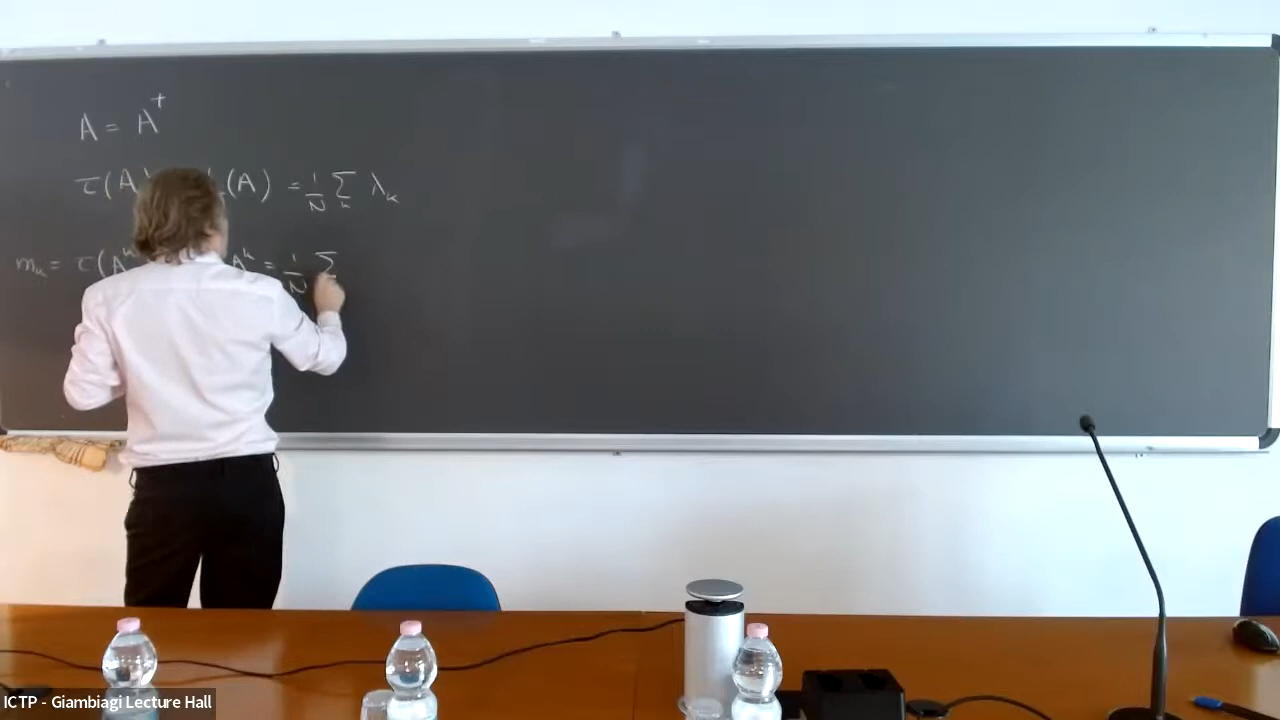 A = A⁺
τ(A (A) = 1/N Σ_k λ_k
m_k = τ(A^k A^k = 1/N Σ
ICTP - Giambiagi Lecture Hall